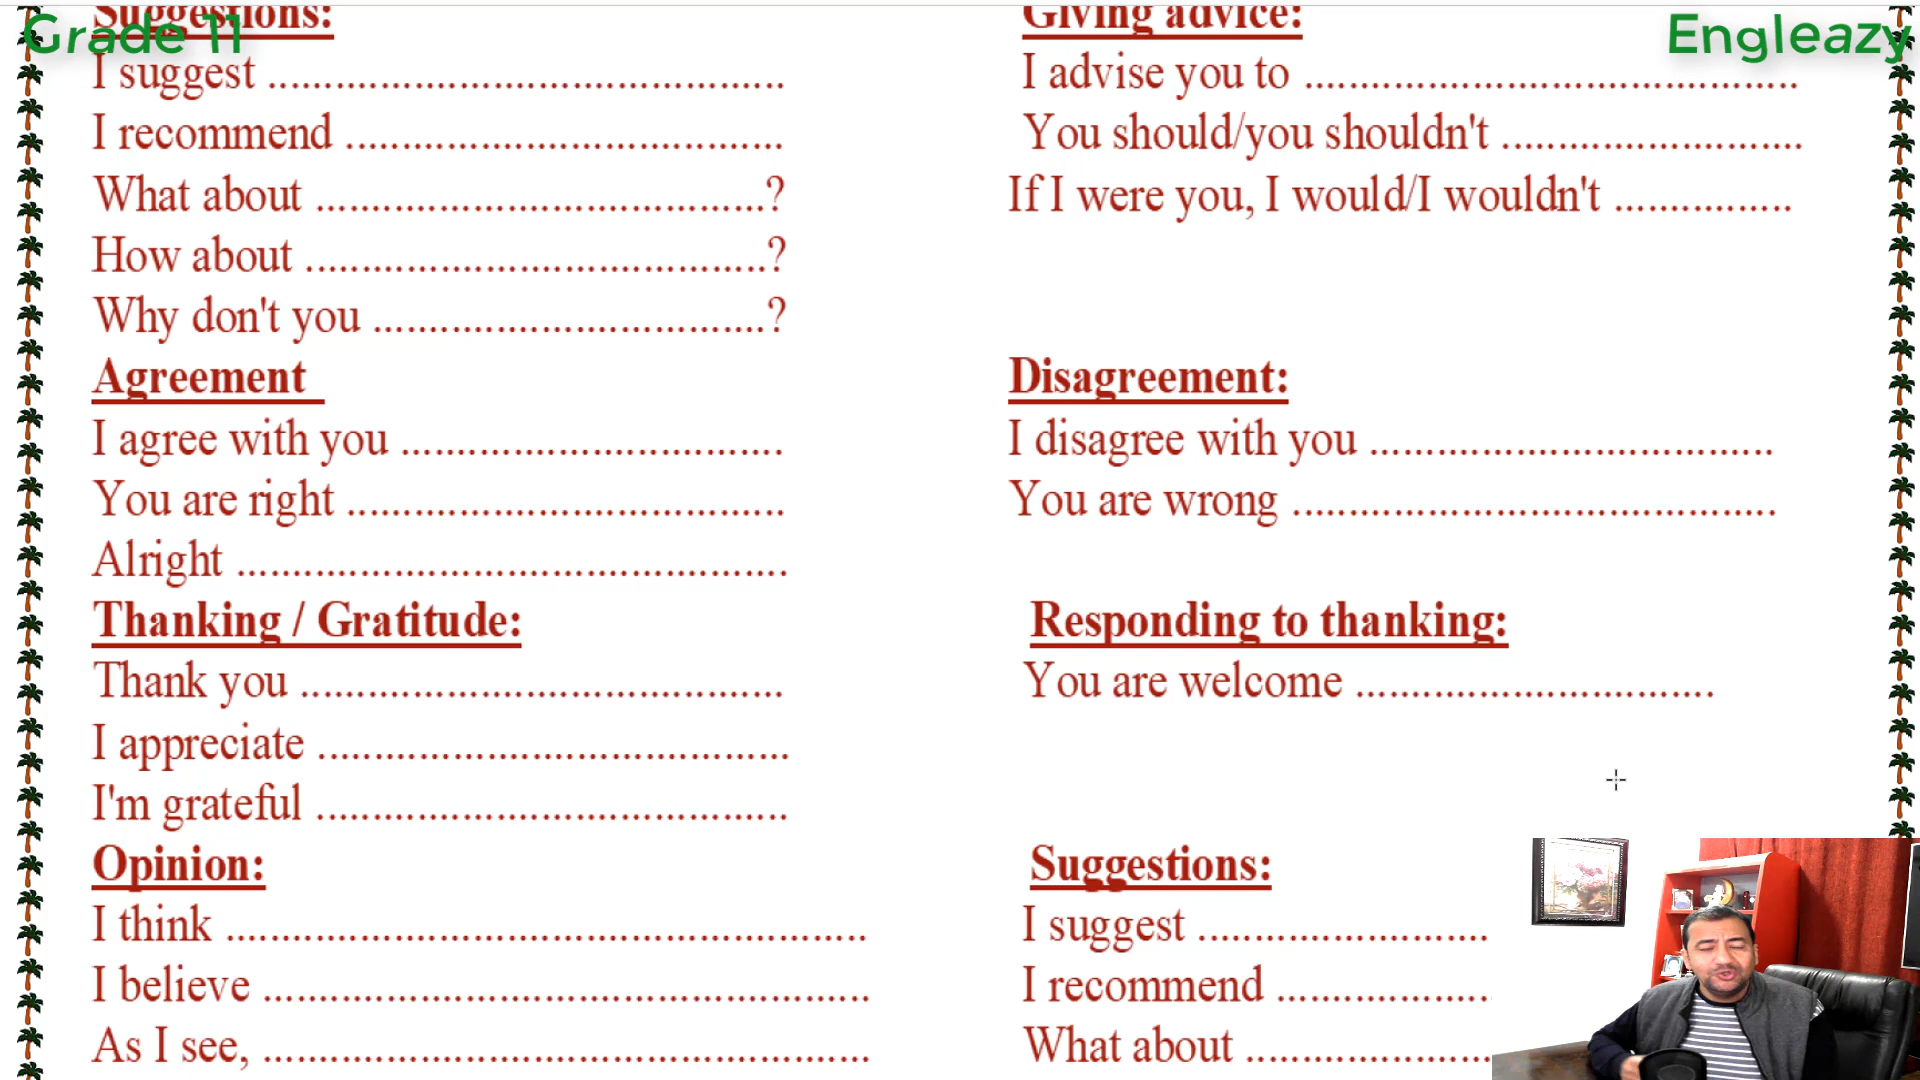 Grade 11
Engleazy
Suggestions:
Giving advice:
I suggest ..............................................
I advise you to ............................................
I recommend .......................................
You should/you shouldn't ...........................
What about ........................................?
If I were you, I would/I wouldn't ................
How about .........................................?
Why don't you ...................................?
Agreement
Disagreement:
I agree with you ..................................
I disagree with you ....................................
You are right .......................................
You are wrong ...........................................
Alright .................................................
Thanking / Gratitude:
Responding to thanking:
Thank you ...........................................
You are welcome ................................
I appreciate ..........................................
I'm grateful ..........................................
Opinion:
Suggestions:
I think .........................................................
I suggest ..........................
I believe ......................................................
I recommend ...................
As I see, ......................................................
What about ......................